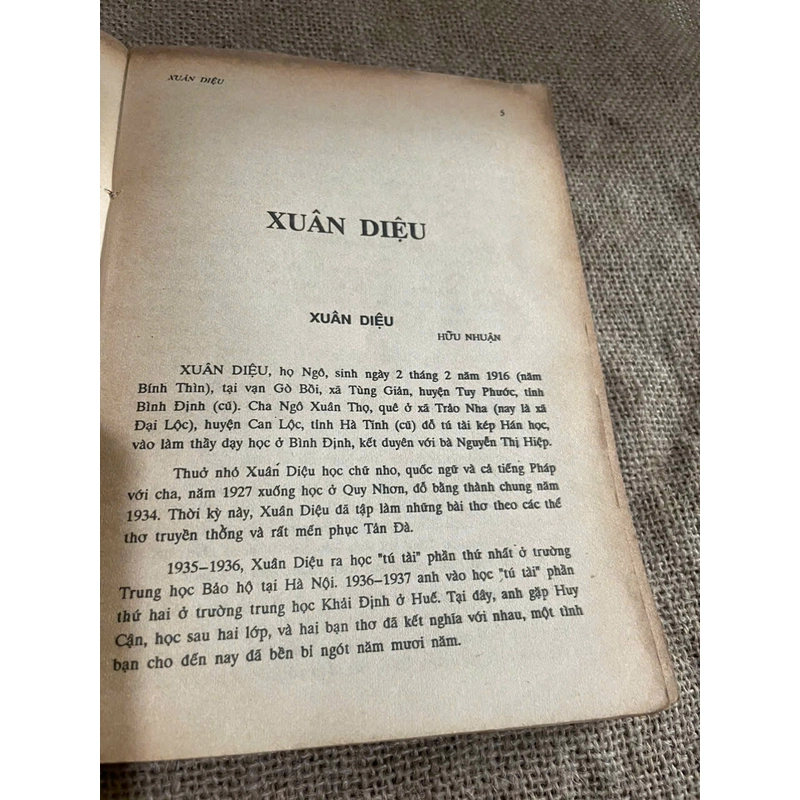 XUÂN DIỆU
5
XUÂN DIỆU
XUÂN DIỆU
HỮU NHUẬN
XUÂN DIỆU, họ Ngô, sinh ngày 2 tháng 2 năm 1916 (năm
Bính Thìn), tại vạn Gò Bồi, xã Tùng Giản, huyện Tuy Phước, tỉnh
Bình Định (cũ). Cha Ngô Xuân Thọ, quê ở xã Trảo Nha (nay là xã
Đại Lộc), huyện Can Lộc, tỉnh Hà Tĩnh (cũ) đỗ tú tài kép Hán học,
vào làm thầy dạy học ở Bình Định, kết duyên với bà Nguyễn Thị Hiệp.
Thuở nhỏ Xuân Diệu học chữ nho, quốc ngữ và cả tiếng Pháp
với cha, năm 1927 xuống học ở Quy Nhơn, đỗ bằng thành chung năm
1934. Thời kỳ này, Xuân Diệu đã tập làm những bài thơ theo các thể
thơ truyền thống và rất mến phục Tản Đà.
1935-1936, Xuân Diệu ra học "tú tài" phần thứ nhất ở trường
Trung học Bảo hộ tại Hà Nội. 1936-1937 anh vào học "tú tài" phần
thứ hai ở trường trung học Khải Định ở Huế. Tại đây, anh gặp Huy
Cận, học sau hai lớp, và hai bạn thơ đã kết nghĩa với nhau, một tình
bạn cho đến nay đã bền bỉ ngót năm mươi năm.